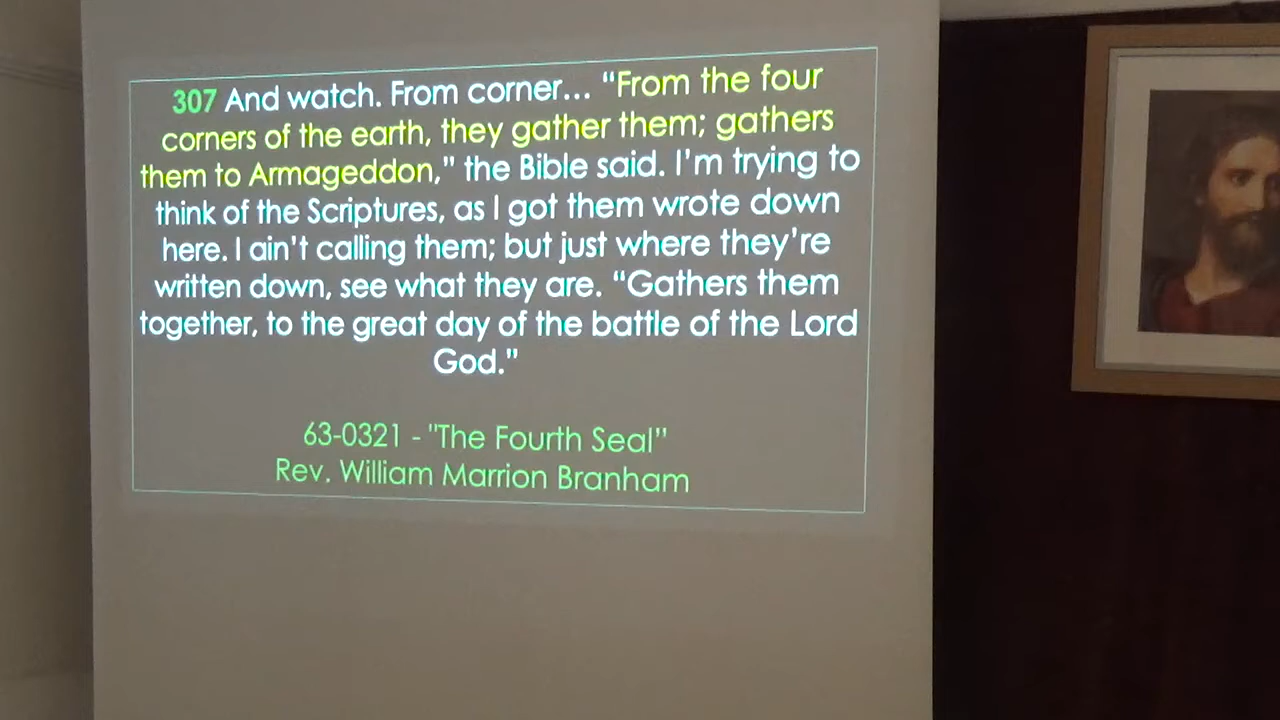 307 And watch. From corner… “From the four
corners of the earth, they gather them; gathers
them to Armageddon,” the Bible said. I’m trying to
think of the Scriptures, as I got them wrote down
here. I ain’t calling them; but just where they’re
written down, see what they are. “Gathers them
together, to the great day of the battle of the Lord
God.”
63-0321 - "The Fourth Seal”
Rev. William Marrion Branham